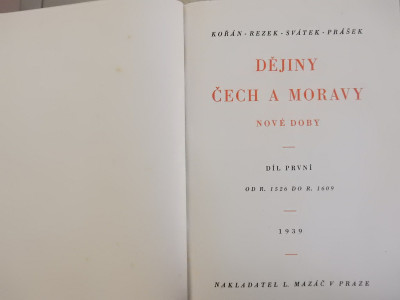 KOŘÁN · REZEK · SVÁTEK · PRÁŠEK
DĚJINY
ČECH A MORAVY
NOVÉ DOBY
DÍL PRVNÍ
OD R. 1526 DO R. 1609
1939
NAKLADATEL L. MAZÁČ V PRAZE